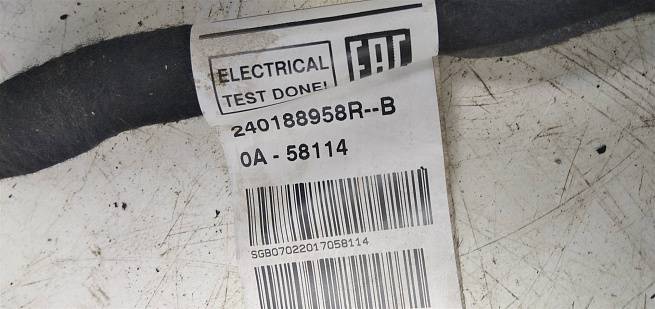 ELECTRICAL
TEST DONE!
EAC
240188958R--B
0A - 58114
SGB07022017058114